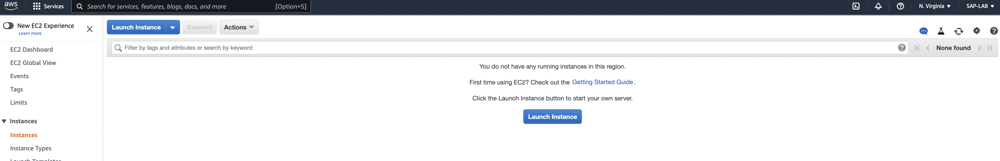 aws
Services
Search for services, features, blogs, docs, and more
[Option+S]
N. Virginia
SAP-LAB
New EC2 Experience
Learn more
EC2 Dashboard
EC2 Global View
Events
Tags
Limits
Instances
Instances
Instance Types
Launch Templates
Launch Instance
Connect
Actions
Filter by tags and attributes or search by keyword
None found
You do not have any running instances in this region.
First time using EC2? Check out the Getting Started Guide.
Click the Launch Instance button to start your own server.
Launch Instance